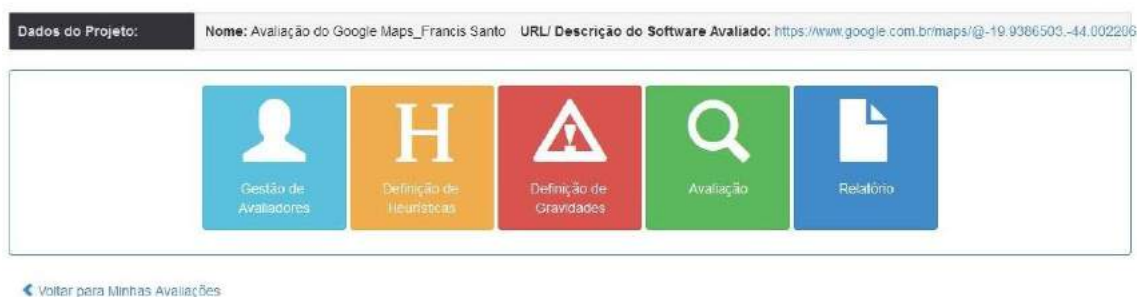 Dados do Projeto: Nome: Avaliação do Google Maps_Francis Santo URL/ Descrição do Software Avaliado: https://www.google.com.br/maps/@-19.9386503,-44.002206
H
Gestão de Avaliadores
Definição de Heurísticas
Definição de Gravidades
Avaliação
Relatório
Voltar para Minhas Avaliações